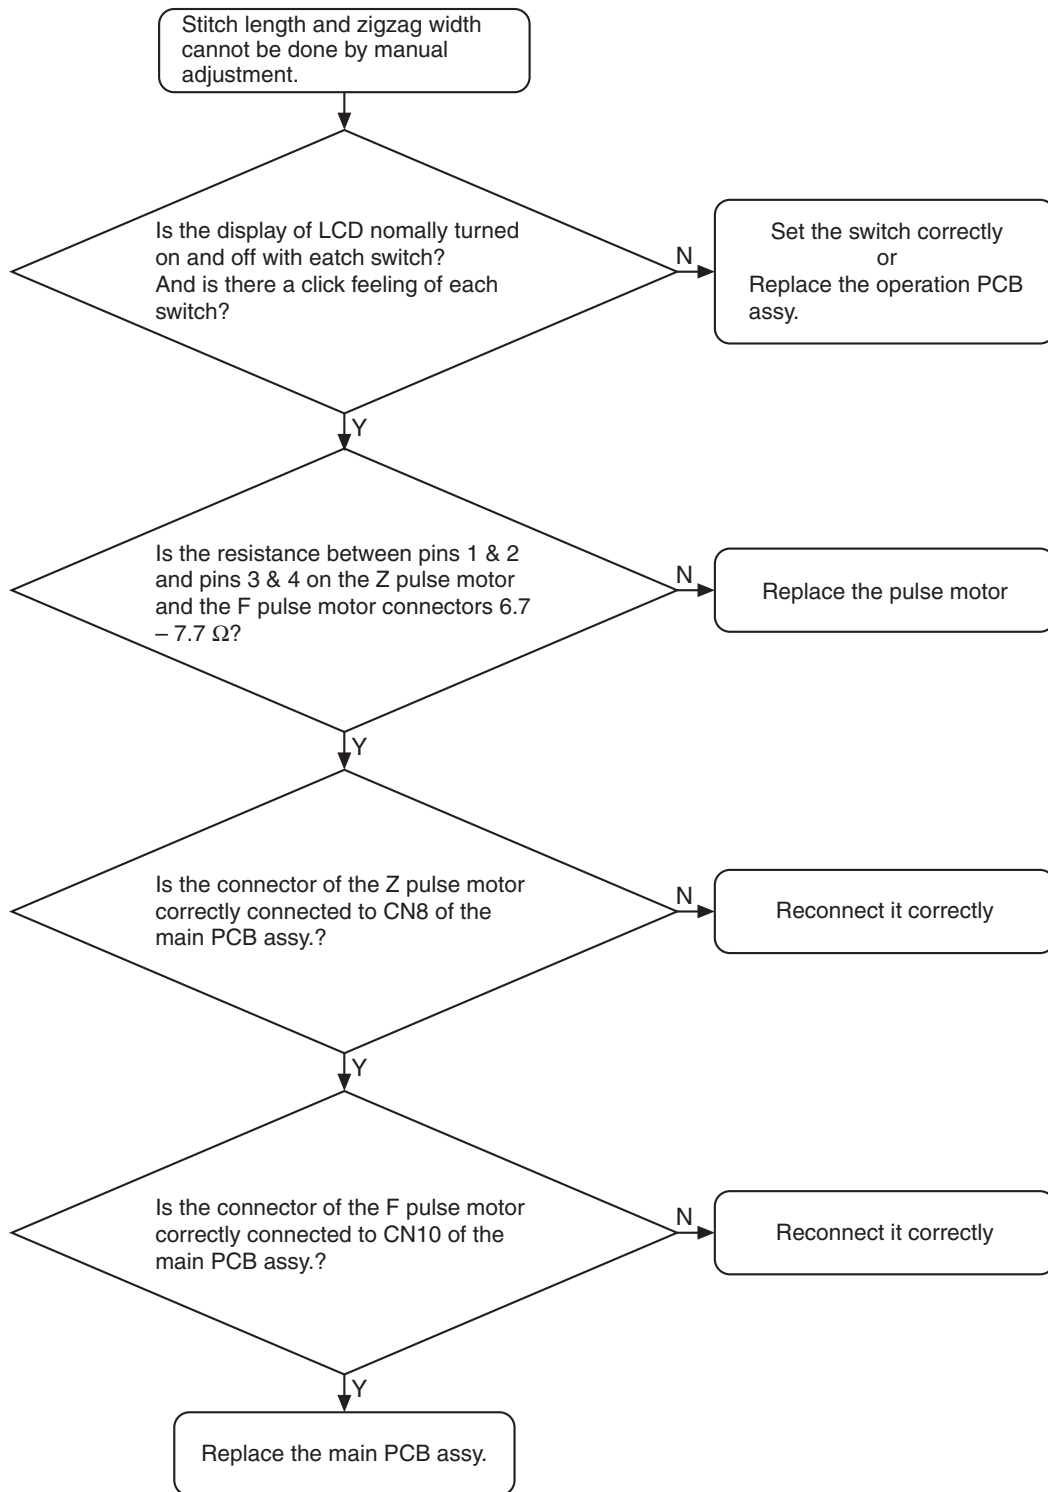 Stitch length and zigzag width
cannot be done by manual
adjustment.
Is the display of LCD nomally turned
on and off with eatch switch?
And is there a click feeling of each
switch?
N
Set the switch correctly
or
Replace the operation PCB
assy.
Y
Is the resistance between pins 1 & 2
and pins 3 & 4 on the Z pulse motor
and the F pulse motor connectors 6.7
– 7.7 Ω?
N
Replace the pulse motor
Y
Is the connector of the Z pulse motor
correctly connected to CN8 of the
main PCB assy.?
N
Reconnect it correctly
Y
Is the connector of the F pulse motor
correctly connected to CN10 of the
main PCB assy.?
N
Reconnect it correctly
Y
Replace the main PCB assy.